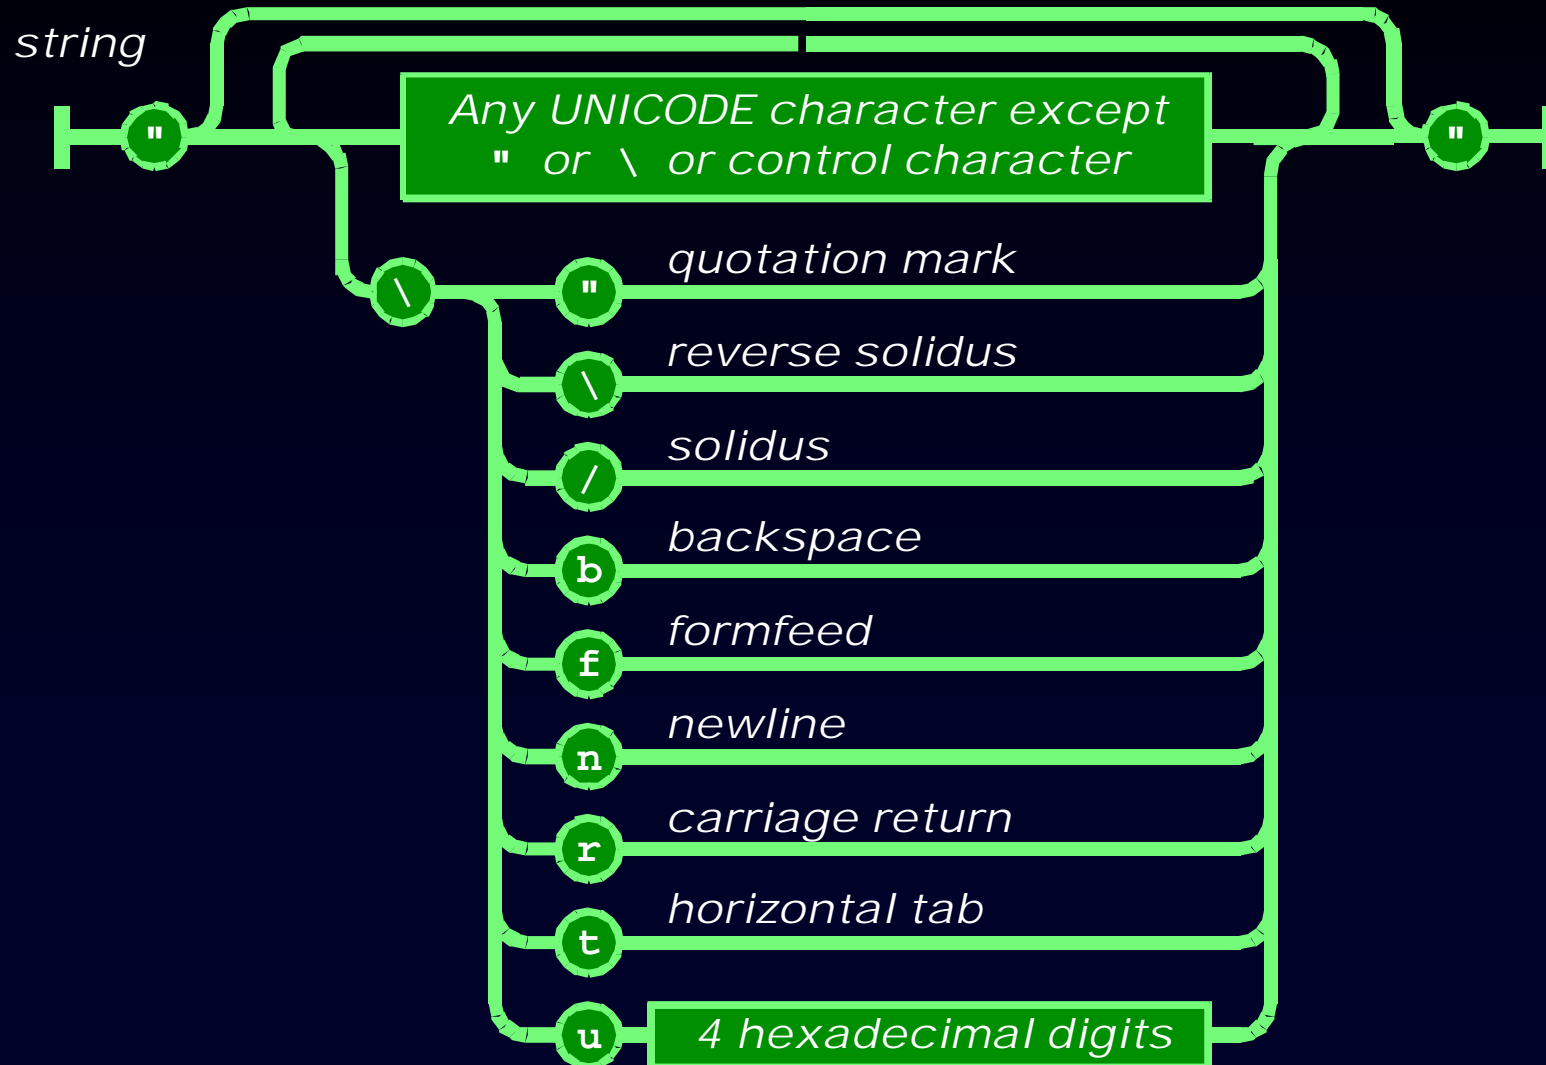 string
"
Any UNICODE character except
" or \ or control character
"
quotation mark
\
"
reverse solidus
\
solidus
/
backspace
b
formfeed
f
newline
n
carriage return
r
horizontal tab
t
u
4 hexadecimal digits